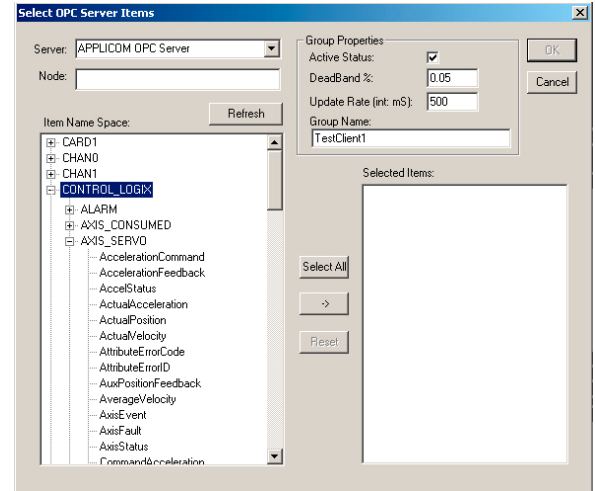 Select OPC Server Items
Server: APPLICOM OPC Server
Node:
Refresh
Item Name Space:
CARD1
CHAN0
CHAN1
CONTROL_LOGIX
ALARM
AXIS_CONSUMED
AXIS_SERVO
AccelerationCommand
AccelerationFeedback
AccelStatus
ActualAcceleration
ActualPosition
ActualVelocity
AttributeErrorCode
AttributeErrorID
AuxPositionFeedback
AverageVelocity
AxisEvent
AxisFault
AxisStatus
CommandAcceleration
Group Properties
Active Status:
DeadBand %: 0.05
Update Rate (int: mS): 500
Group Name:
TestClient1
OK
Cancel
Selected Items:
Select All
->
Reset